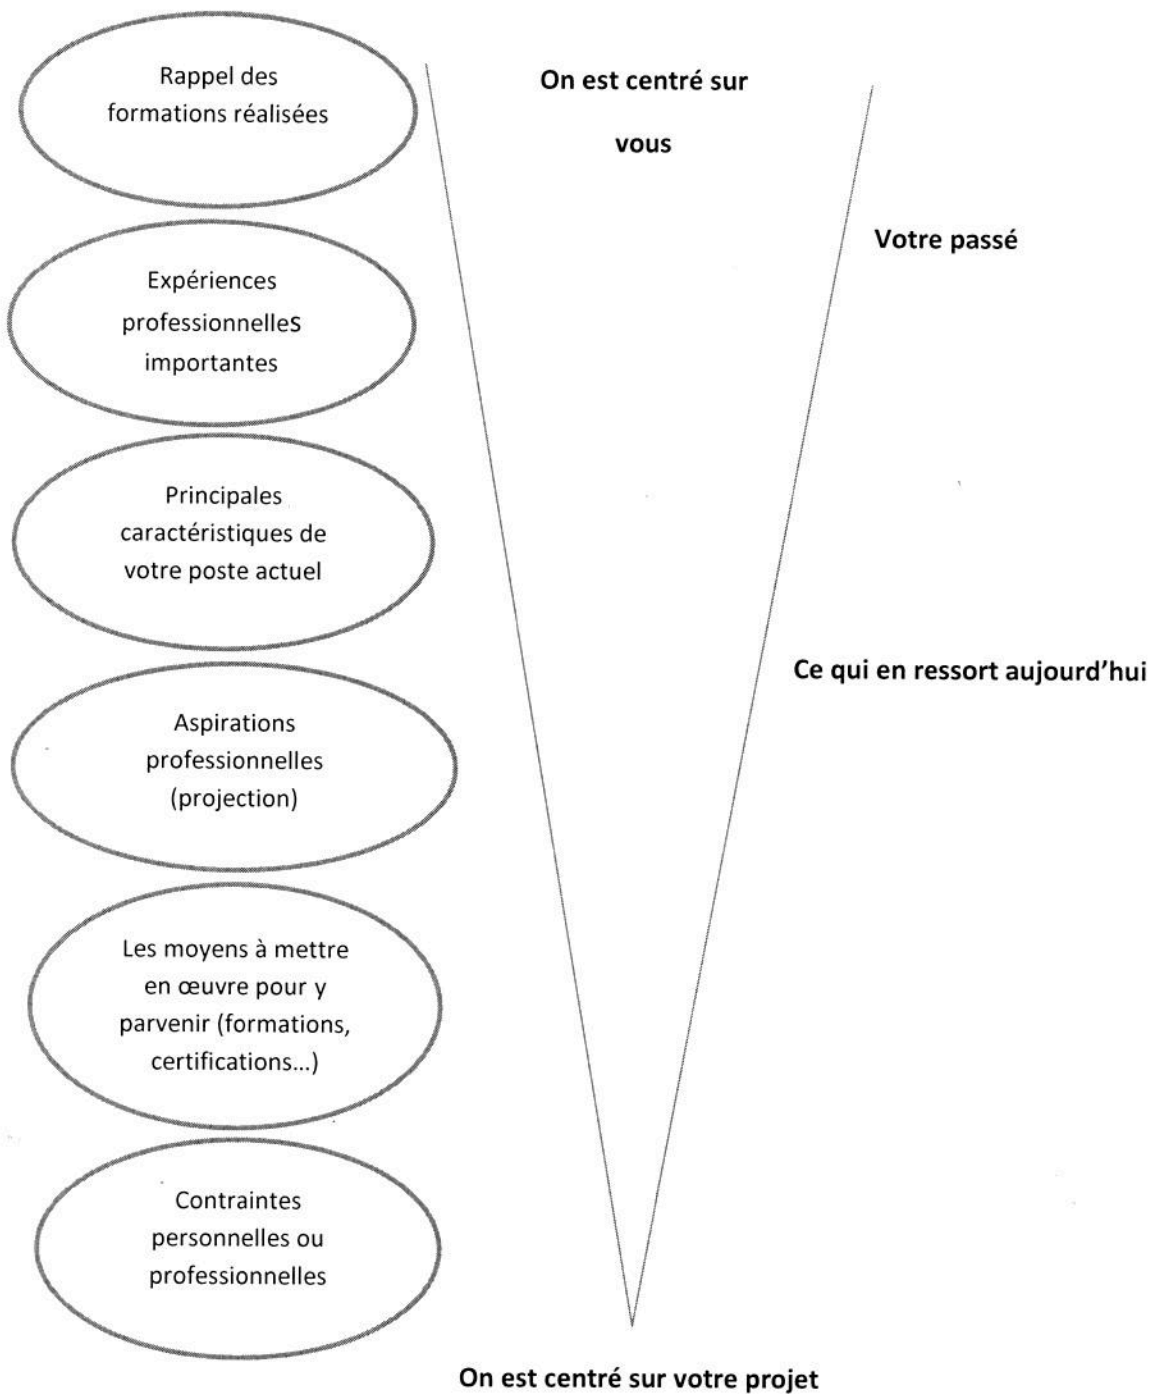 Rappel des
formations réalisées
On est centré sur
vous
Votre passé
Expériences
professionnelles
importantes
Principales
caractéristiques de
votre poste actuel
Ce qui en ressort aujourd'hui
Aspirations
professionnelles
(projection)
Les moyens à mettre
en œuvre pour y
parvenir (formations,
certifications...)
Contraintes
personnelles ou
professionnelles
On est centré sur votre projet